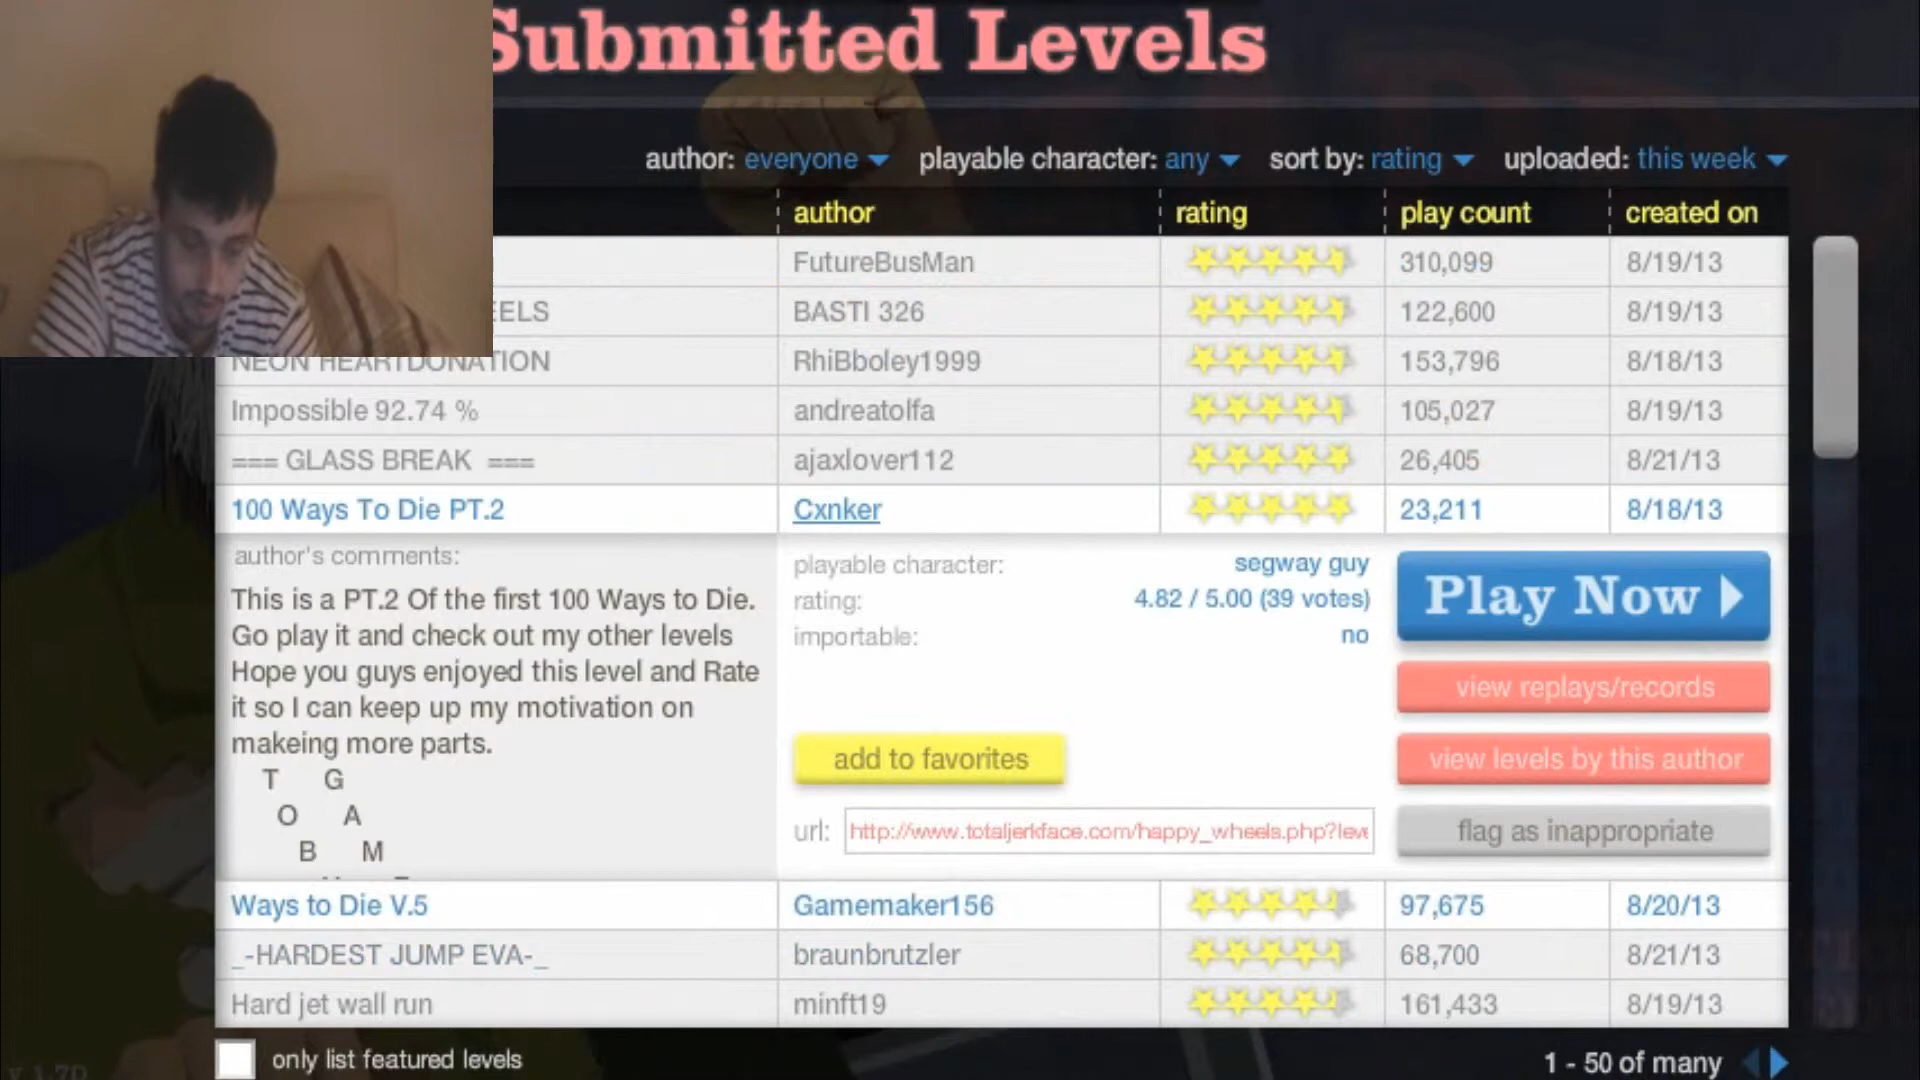 Submitted Levels
author: everyone playable character: any sort by: rating uploaded: this week
author rating play count created on
FutureBusMan 310,099 8/19/13
EELS BASTI 326 122,600 8/19/13
NEON HEARTDONATION RhiBboley1999 153,796 8/18/13
Impossible 92.74 % andreatolfa 105,027 8/19/13
=== GLASS BREAK === ajaxlover112 26,405 8/21/13
100 Ways To Die PT.2 Cxnker 23,211 8/18/13
author's comments:
This is a PT.2 Of the first 100 Ways to Die.
Go play it and check out my other levels
Hope you guys enjoyed this level and Rate
it so I can keep up my motivation on
makeing more parts.
T G
O A
B M
playable character: segway guy
rating: 4.82 / 5.00 (39 votes)
importable: no
add to favorites
url: http://www.totaljerkface.com/happy_wheels.php?leve
Play Now
view replays/records
view levels by this author
flag as inappropriate
Ways to Die V.5 Gamemaker156 97,675 8/20/13
_-HARDEST JUMP EVA-_ braunbrutzler 68,700 8/21/13
Hard jet wall run minft19 161,433 8/19/13
only list featured levels
1 - 50 of many
v 1.70